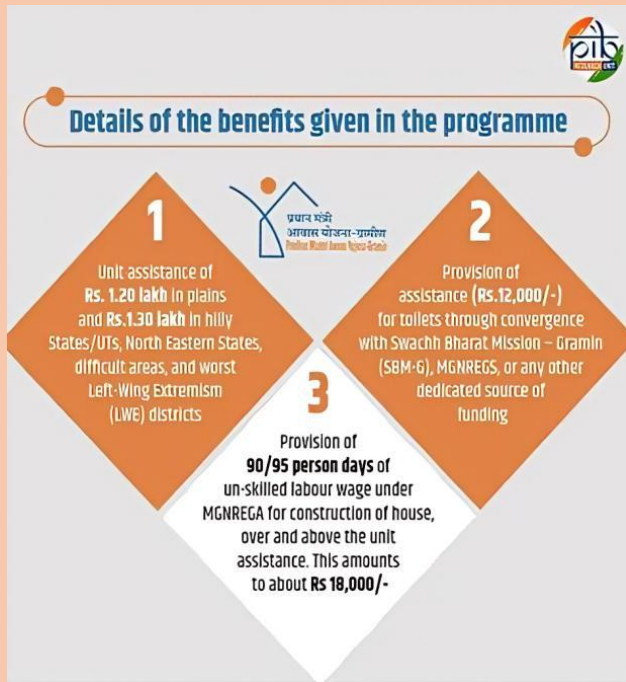 pib
Details of the benefits given in the programme
प्रधान मंत्री
आवास योजना-ग्रामीण
1
Unit assistance of
Rs. 1.20 lakh in plains
and Rs.1.30 lakh in hilly
States/UTs, North Eastern States,
difficult areas, and worst
Left-Wing Extremism
(LWE) districts
2
Provision of
assistance (Rs.12,000/-)
for toilets through convergence
with Swachh Bharat Mission – Gramin
(SBM-G), MGNREGS, or any other
dedicated source of
funding
3
Provision of
90/95 person days of
un-skilled labour wage under
MGNREGA for construction of house,
over and above the unit
assistance. This amounts
to about Rs 18,000/-